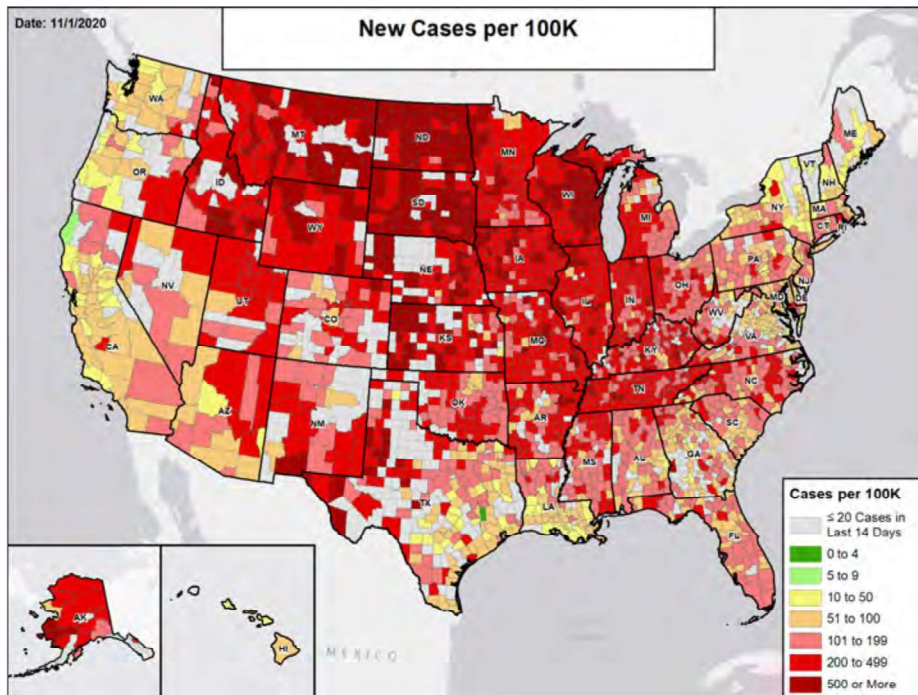 Date: 11/1/2020
New Cases per 100K
WA
MT
ND
MN
ME
OR
ID
SD
WI
VT
NH
WY
MI
NY
MA
CT
RI
NE
IA
PA
NJ
NV
UT
CO
IL
IN
OH
MD
DE
CA
KS
MO
WV
VA
KY
AZ
NM
OK
AR
TN
NC
SC
TX
LA
MS
AL
GA
FL
Cases per 100K
≤ 20 Cases in
Last 14 Days
0 to 4
5 to 9
10 to 50
51 to 100
101 to 199
200 to 499
500 or More
AK
HI
MEXICO